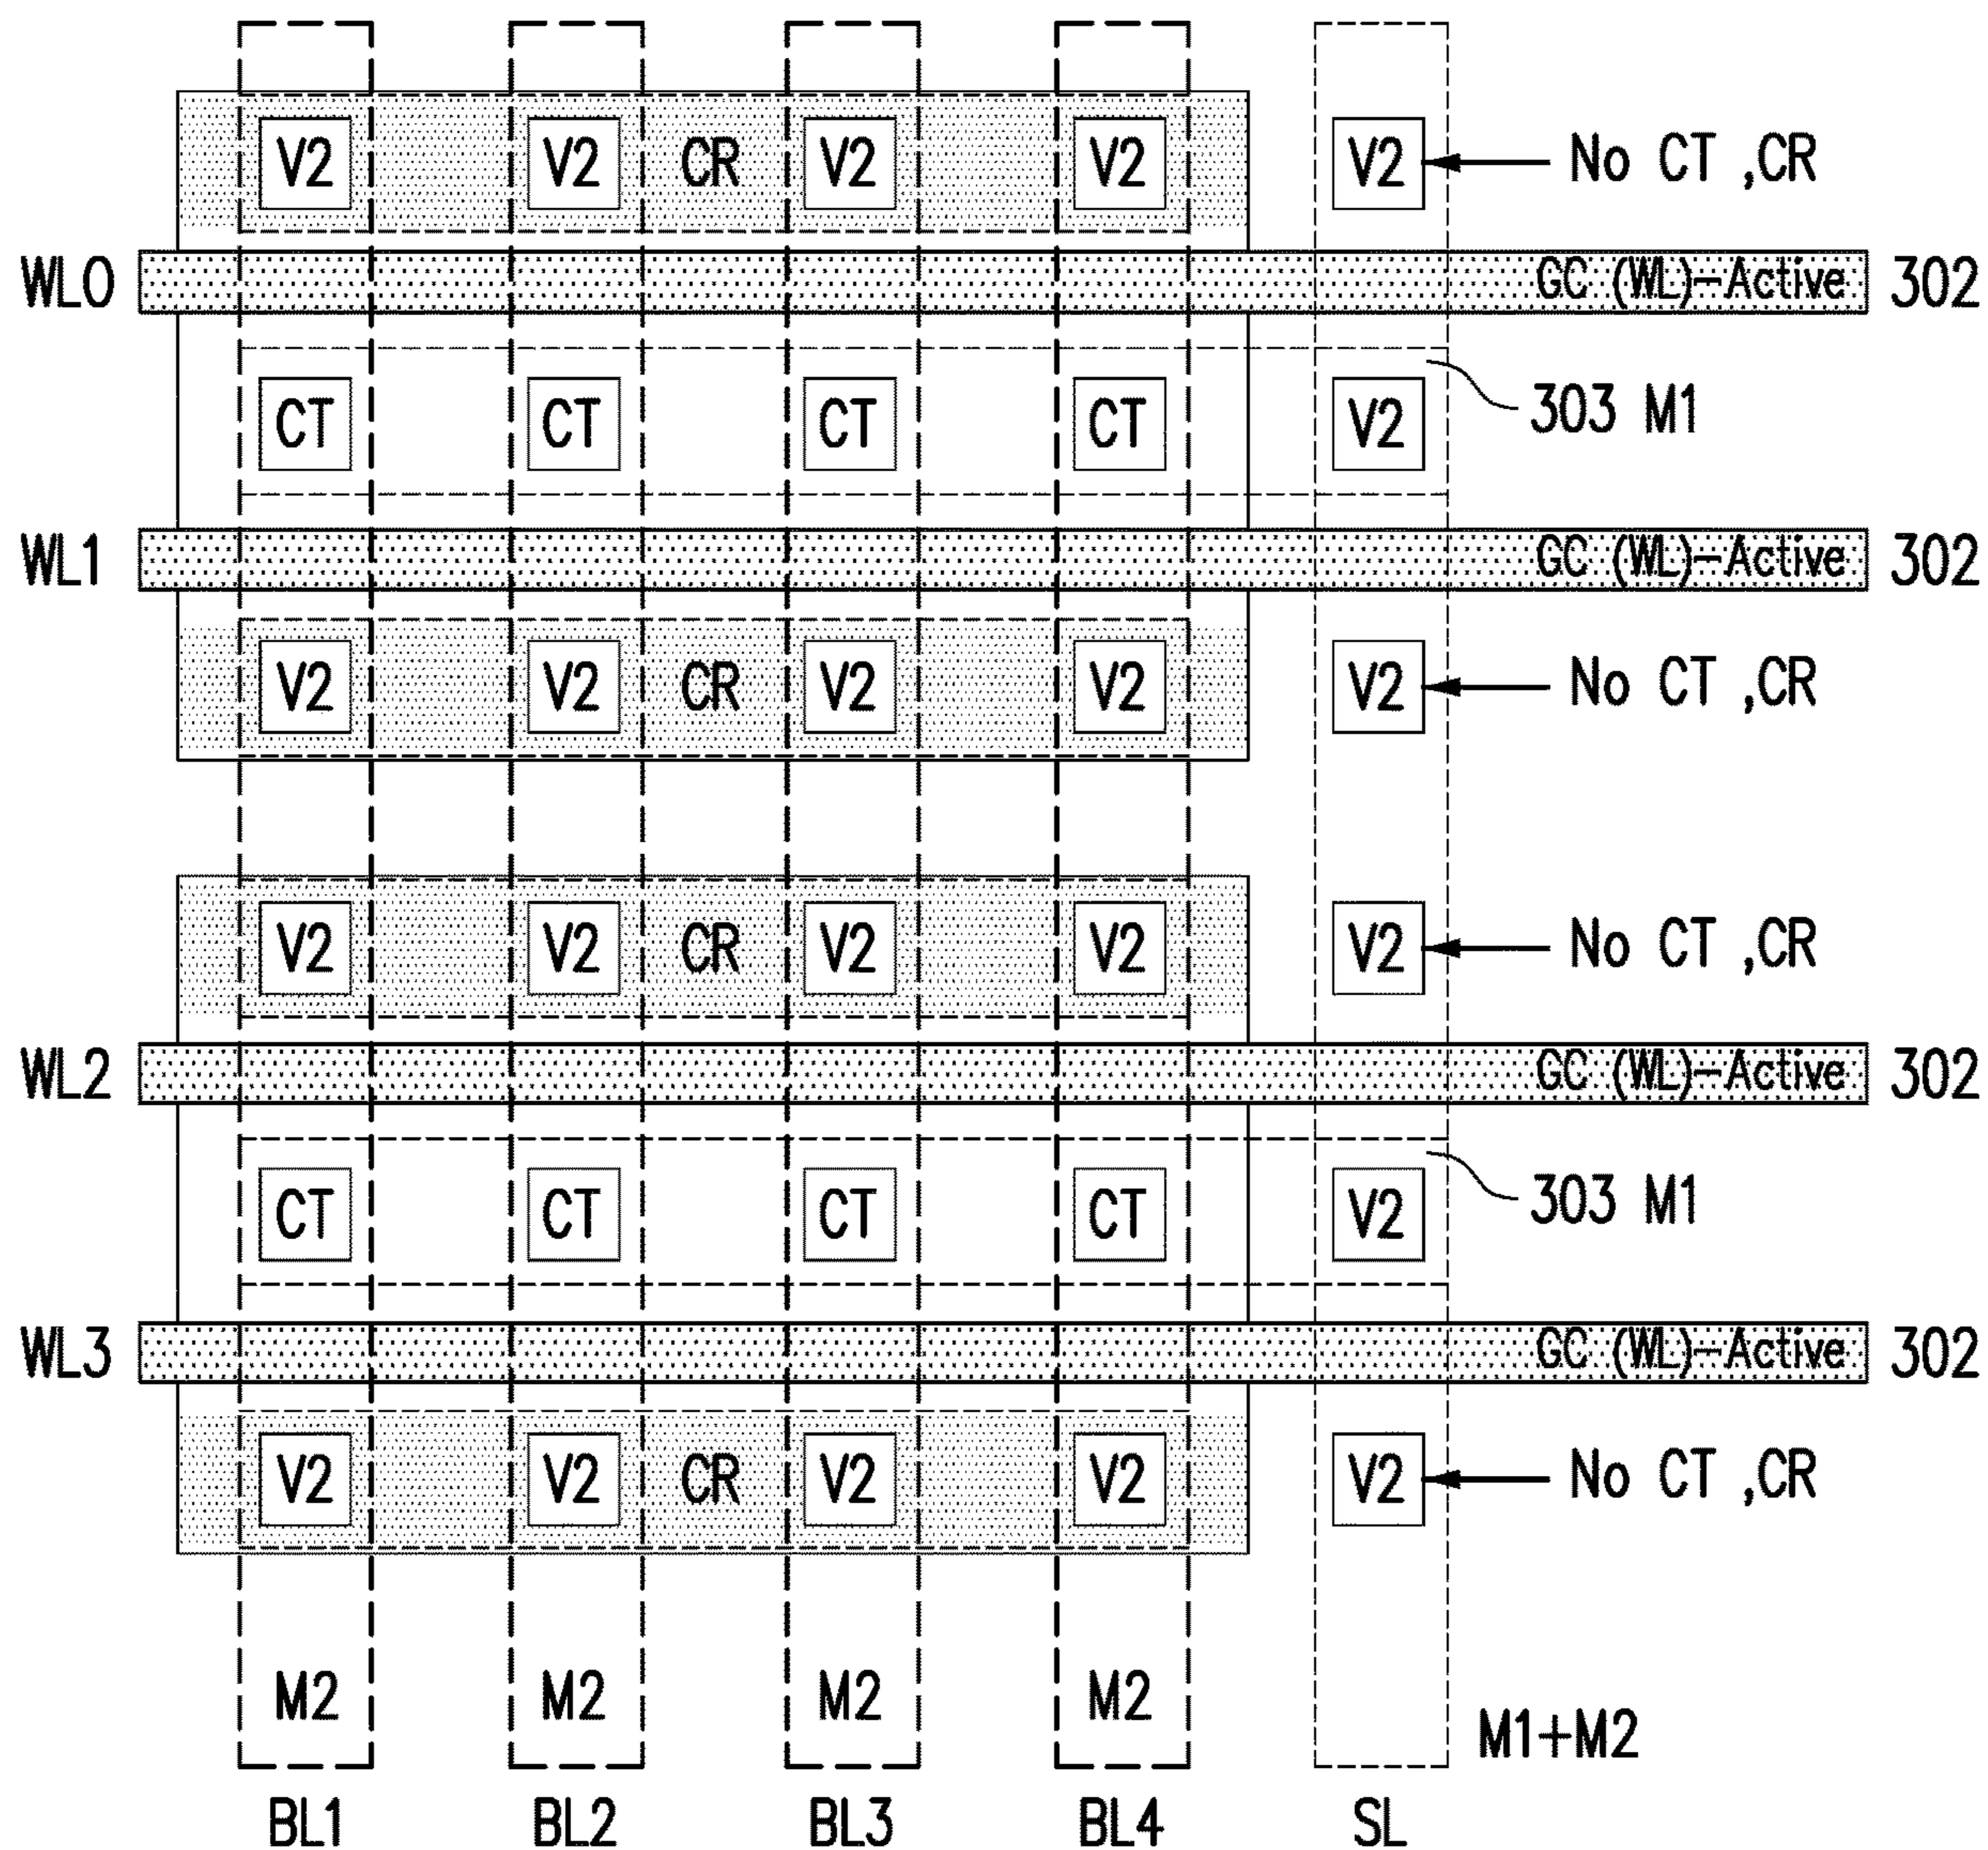 V2 V2 CR V2 V2 V2 No CT ,CR
WL0 GC (WL)-Active 302
CT CT CT CT V2 303 M1
WL1 GC (WL)-Active 302
V2 V2 CR V2 V2 V2 No CT ,CR
V2 V2 CR V2 V2 V2 No CT ,CR
WL2 GC (WL)-Active 302
CT CT CT CT V2 303 M1
WL3 GC (WL)-Active 302
V2 V2 CR V2 V2 V2 No CT ,CR
M2 M2 M2 M2 M1+M2
BL1 BL2 BL3 BL4 SL